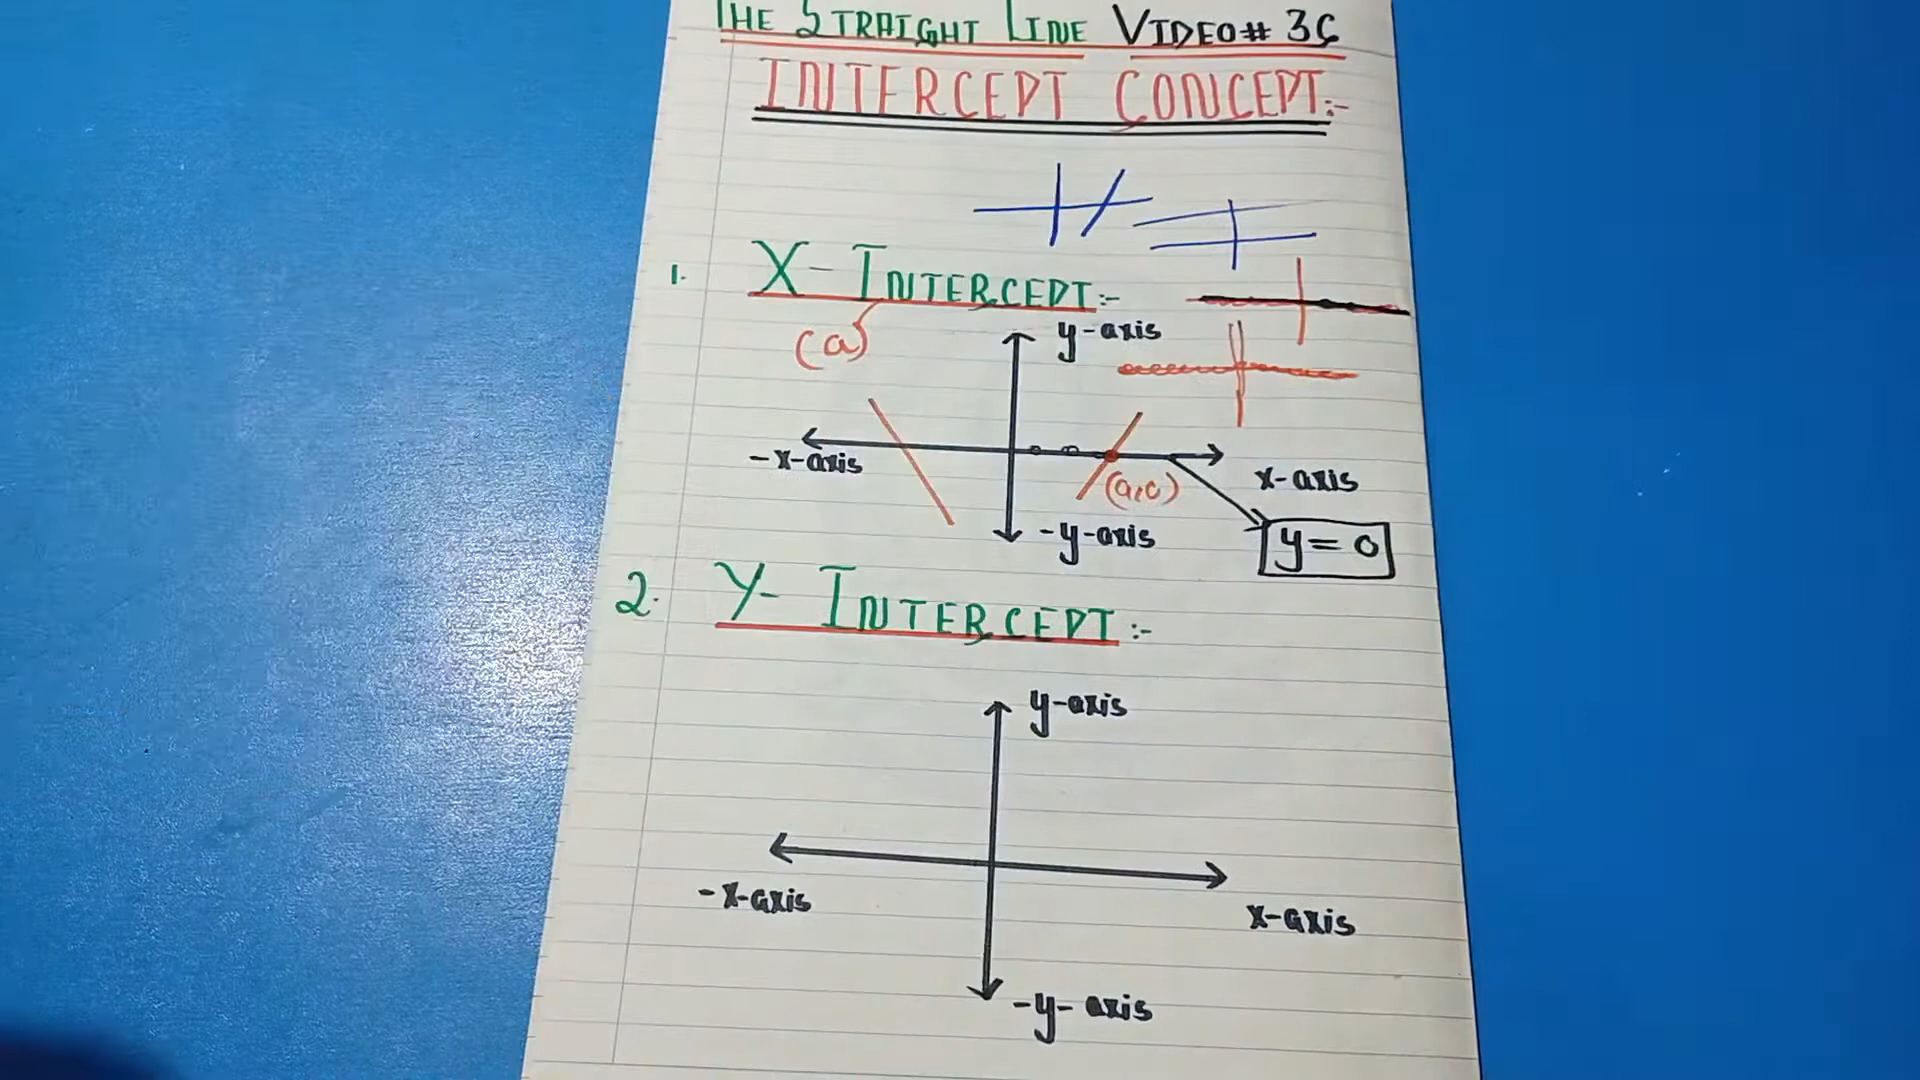 THE STRAIGHT LINE VIDEO# 3C
INTERCEPT CONCEPT:-
1. X-INTERCEPT:-
(a)
y-axis
-x-axis
(a,0)
x-axis
-y-axis
y=0
2. Y-INTERCEPT:-
y-axis
-x-axis
x-axis
-y-axis